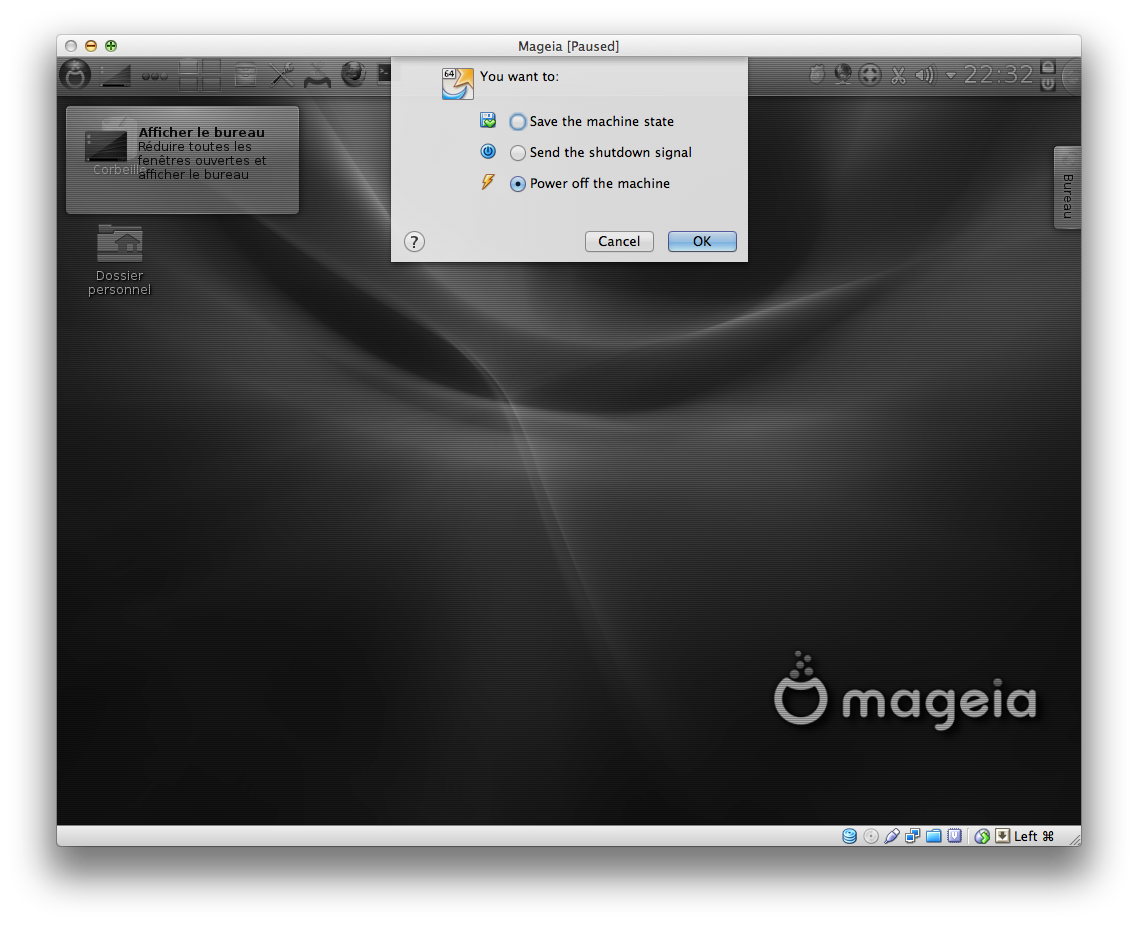 Mageia [Paused]
22:32
64
You want to:
Save the machine state
Send the shutdown signal
Power off the machine
?
Cancel
OK
Afficher le bureau
Réduire toutes les
fenêtres ouvertes et
afficher le bureau
Corbeille
Dossier
personnel
Bureau
mageia
Left ⌘